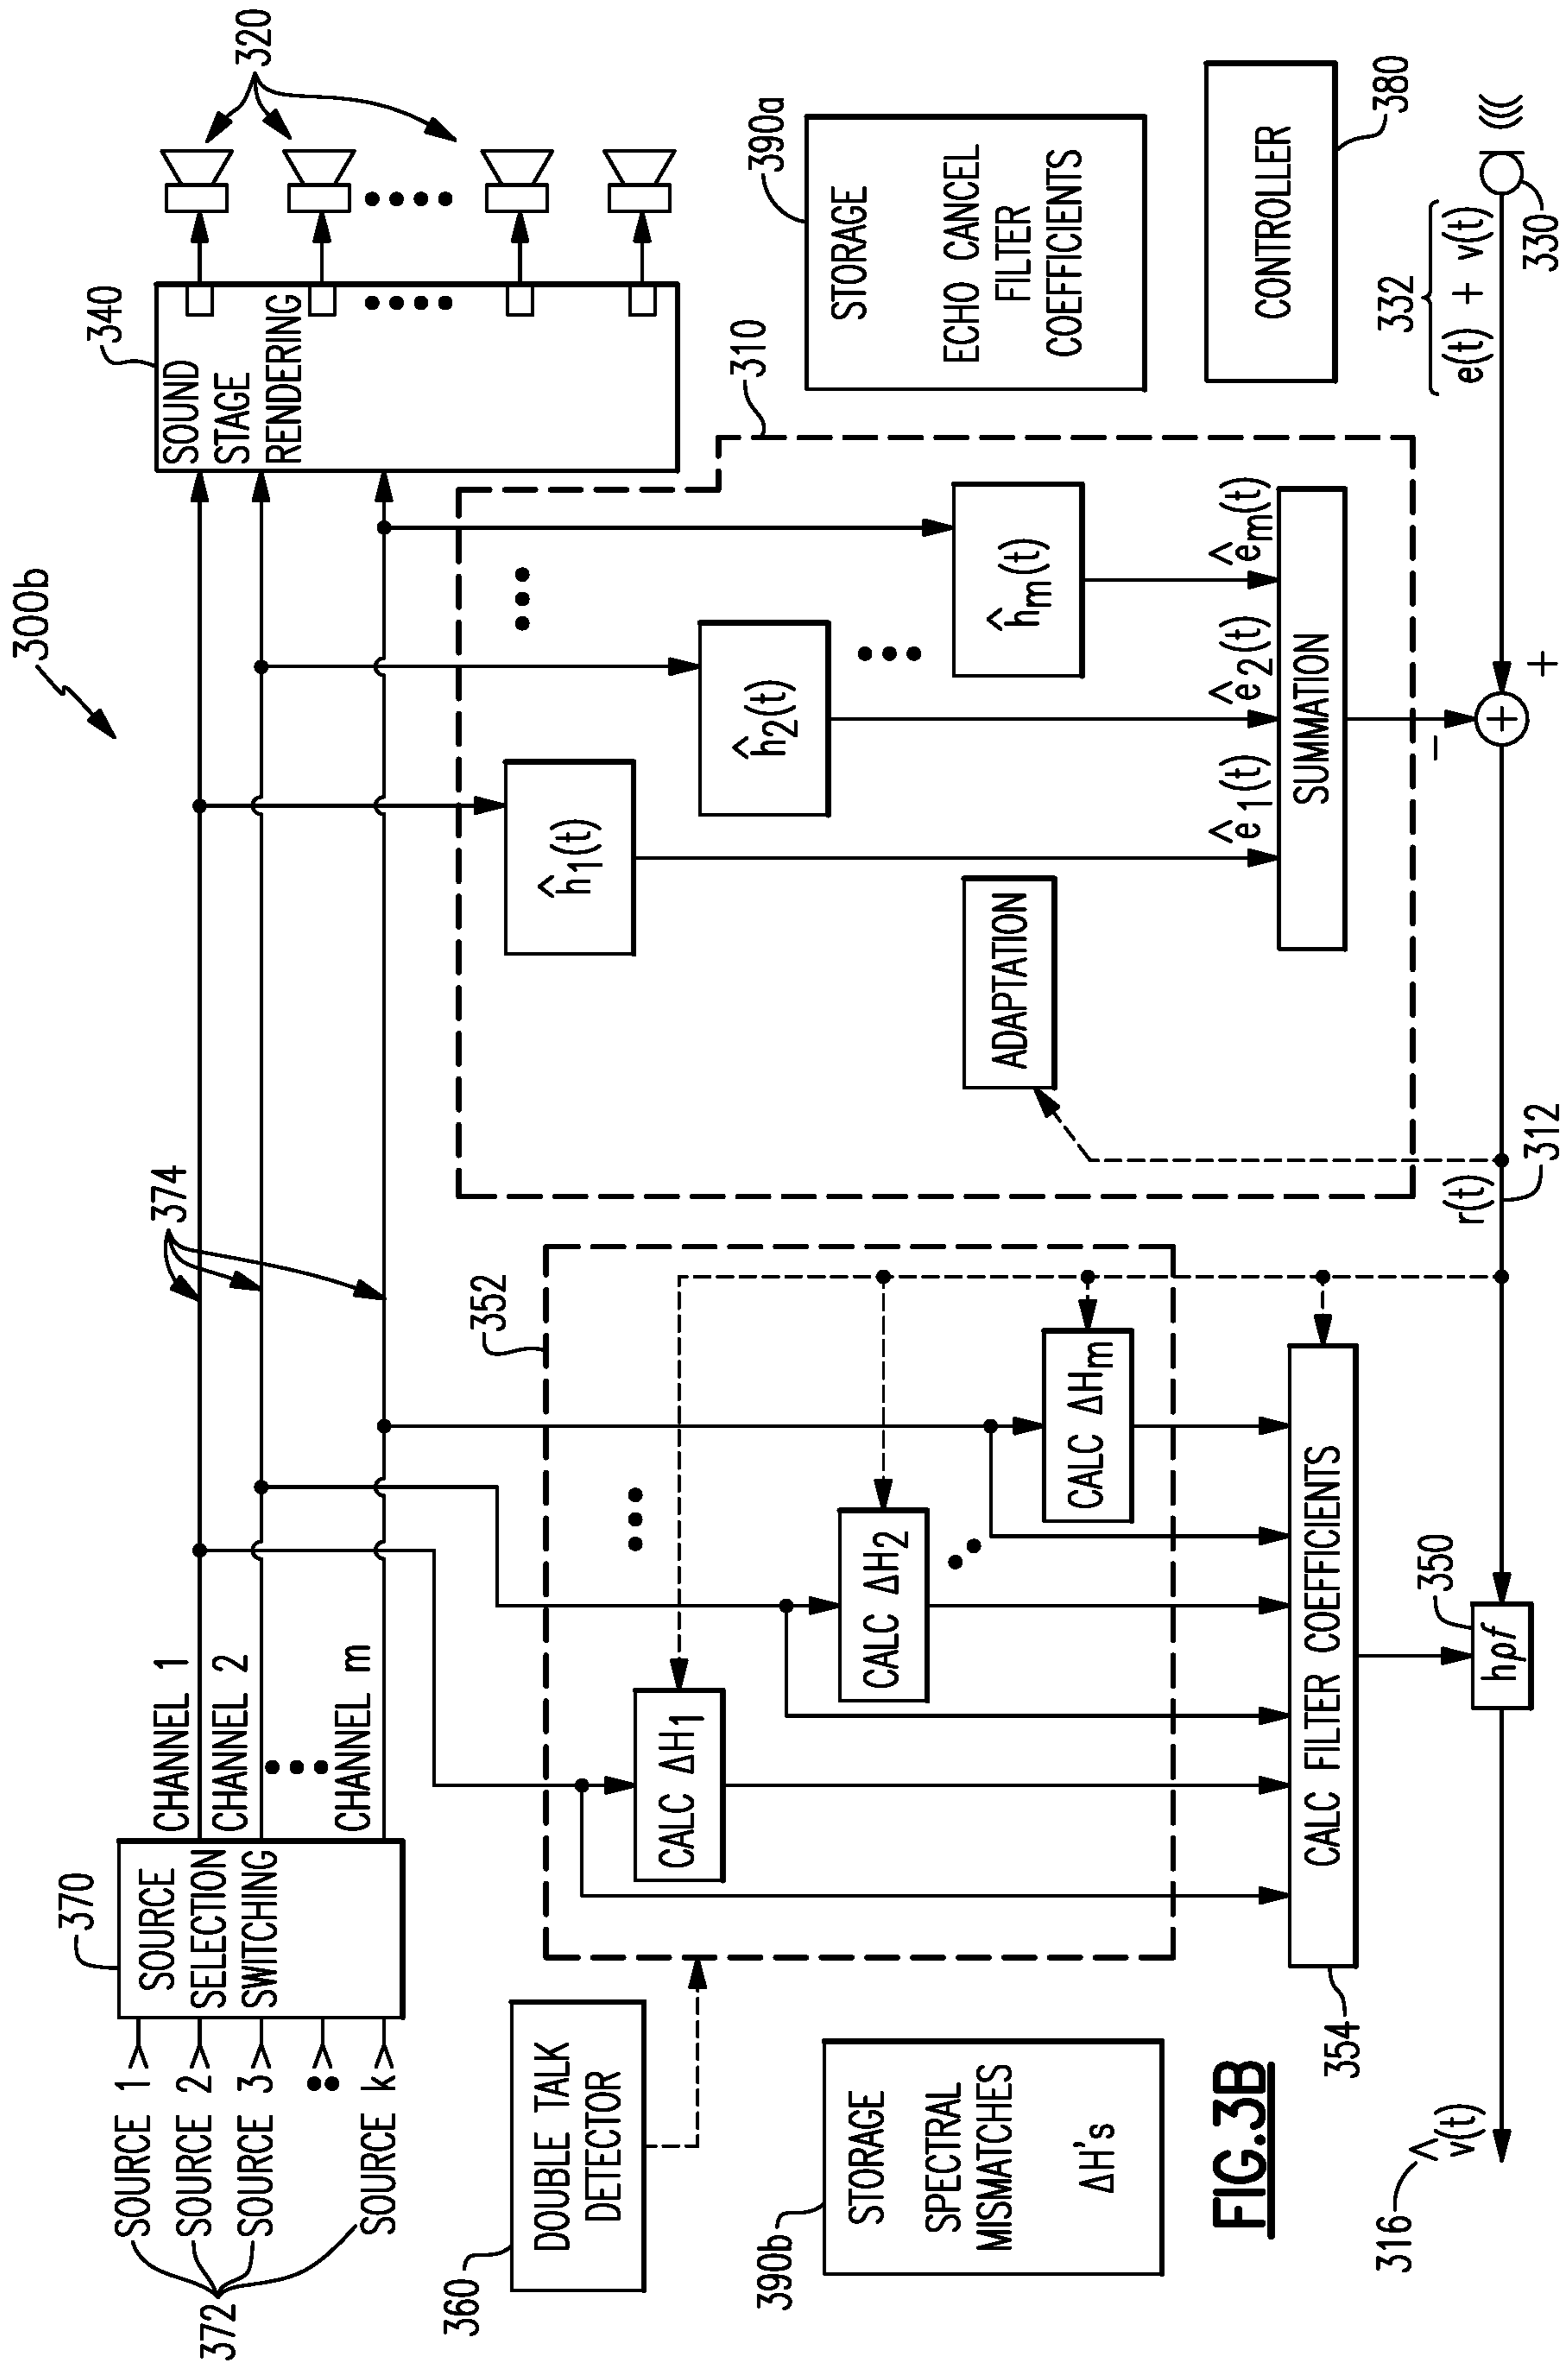 300b
370
SOURCE
SELECTION
SWITCHING
SOURCE 1
SOURCE 2
SOURCE 3
SOURCE k
372
CHANNEL 1
CHANNEL 2
CHANNEL m
374
340
SOUND
STAGE
RENDERING
320
360
DOUBLE TALK
DETECTOR
352
CALC ΔH1
CALC ΔH2
CALC ΔHm
310
ĥ1(t)
ĥ2(t)
ĥm(t)
ADAPTATION
ê1(t)
ê2(t)
êm(t)
SUMMATION
390a
STORAGE
ECHO CANCEL
FILTER
COEFFICIENTS
CONTROLLER
380
390b
STORAGE
SPECTRAL
MISMATCHES
ΔH's
354
CALC FILTER COEFFICIENTS
350
hpf
r(t)
312
−
+
+
332
e(t) + v(t)
330
316
v̂(t)
FIG.3B